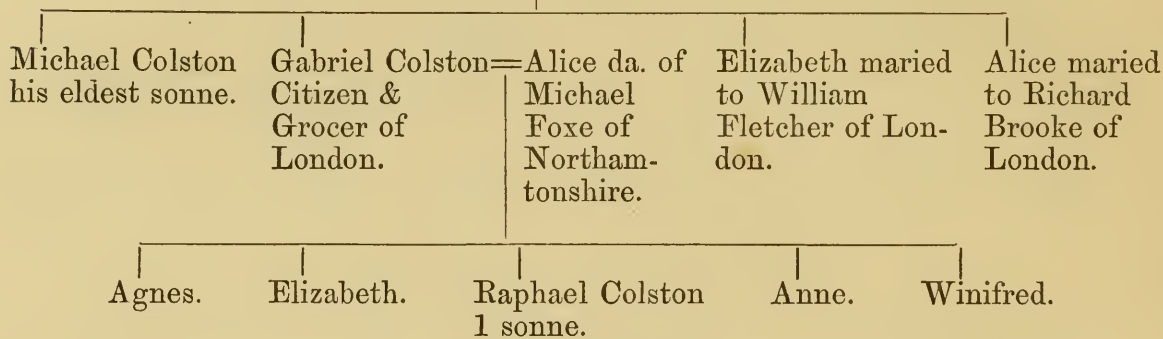 Michael Colston
his eldest sonne.
Gabriel Colston=Alice da. of
Citizen &
Grocer of
London.
Michael
Foxe of
Northam-
tonshire.
Elizabeth maried
to William
Fletcher of Lon-
don.
Alice maried
to Richard
Brooke of
London.
Agnes.
Elizabeth.
Raphael Colston
1 sonne.
Anne.
Winifred.